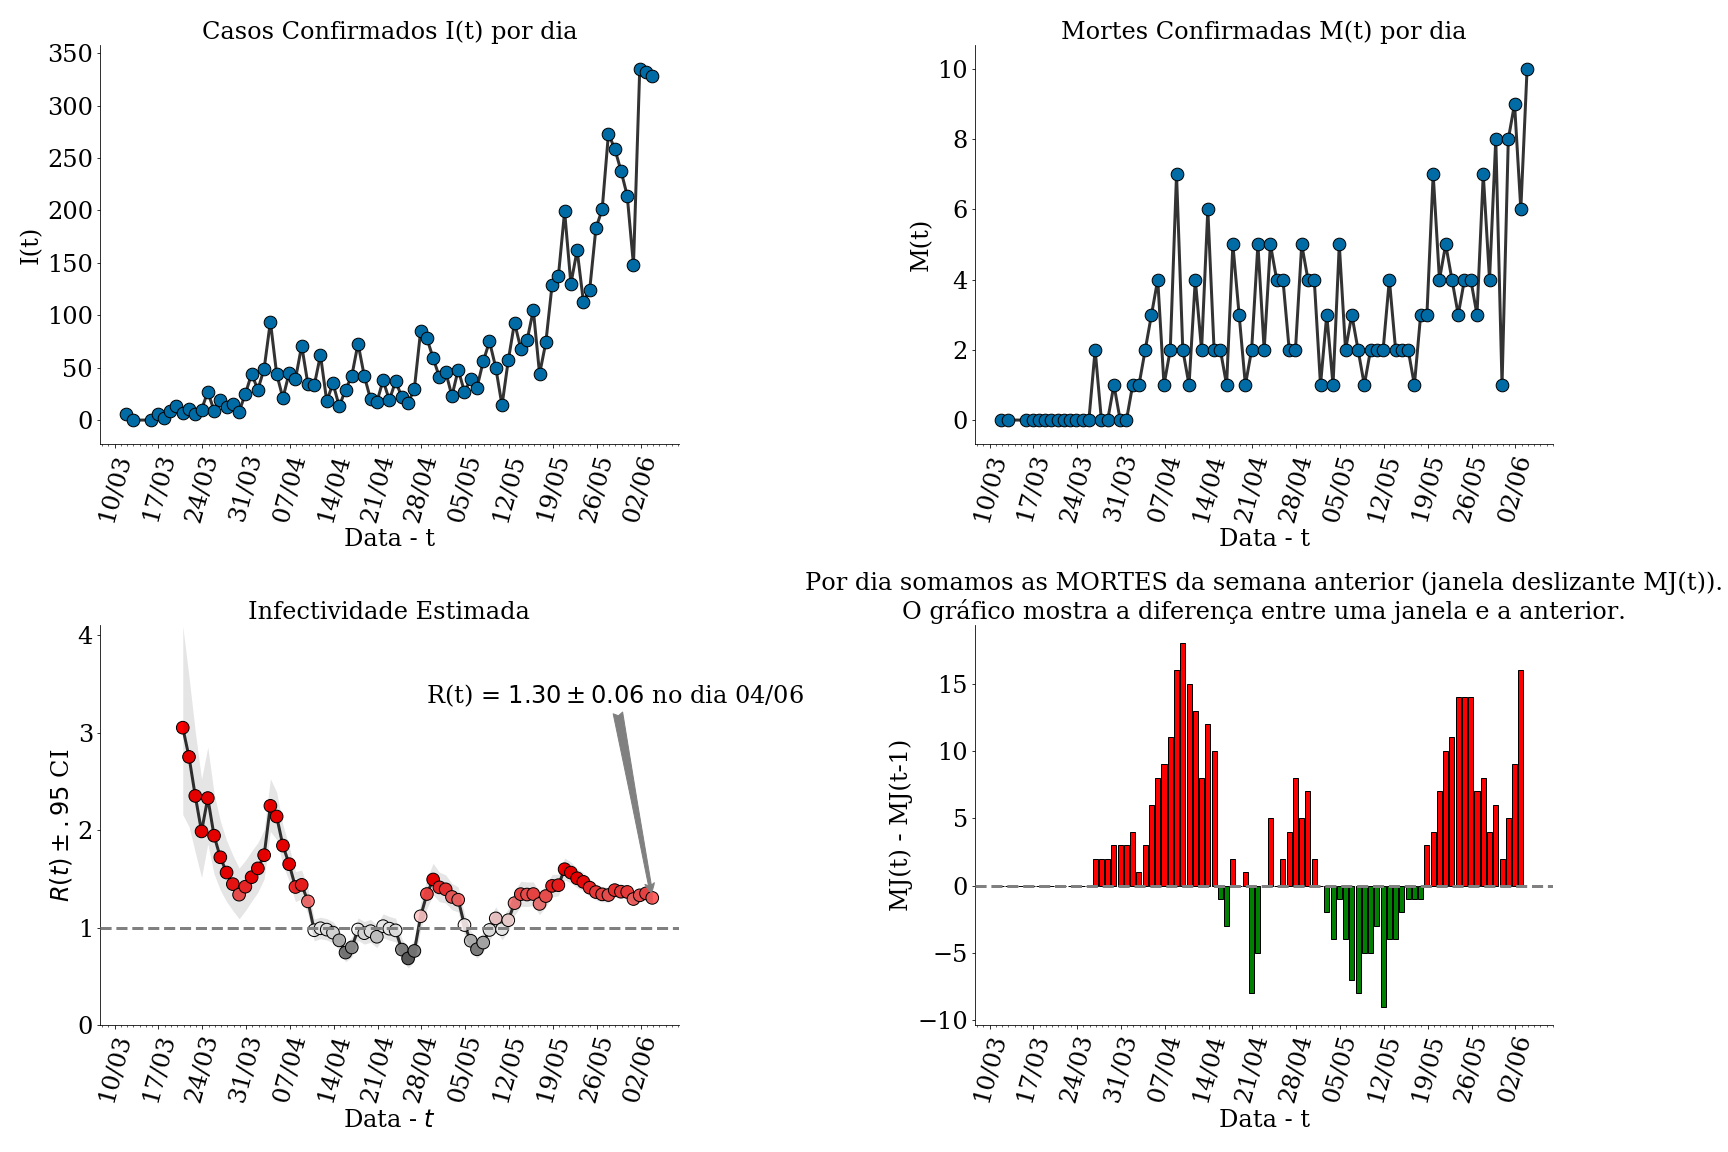 Casos Confirmados I(t) por dia
350
300
250
200
150
100
50
0
I(t)
10/03 17/03 24/03 31/03 07/04 14/04 21/04 28/04 05/05 12/05 19/05 26/05 02/06
Data - t
Mortes Confirmadas M(t) por dia
10
8
6
4
2
0
M(t)
10/03 17/03 24/03 31/03 07/04 14/04 21/04 28/04 05/05 12/05 19/05 26/05 02/06
Data - t
Infectividade Estimada
4
3
2
1
0
R(t) ± .95 CI
R(t) = 1.30 ± 0.06 no dia 04/06
10/03 17/03 24/03 31/03 07/04 14/04 21/04 28/04 05/05 12/05 19/05 26/05 02/06
Data - t
Por dia somamos as MORTES da semana anterior (janela deslizante MJ(t)).
O gráfico mostra a diferença entre uma janela e a anterior.
15
10
5
0
−5
−10
MJ(t) - MJ(t-1)
10/03 17/03 24/03 31/03 07/04 14/04 21/04 28/04 05/05 12/05 19/05 26/05 02/06
Data - t